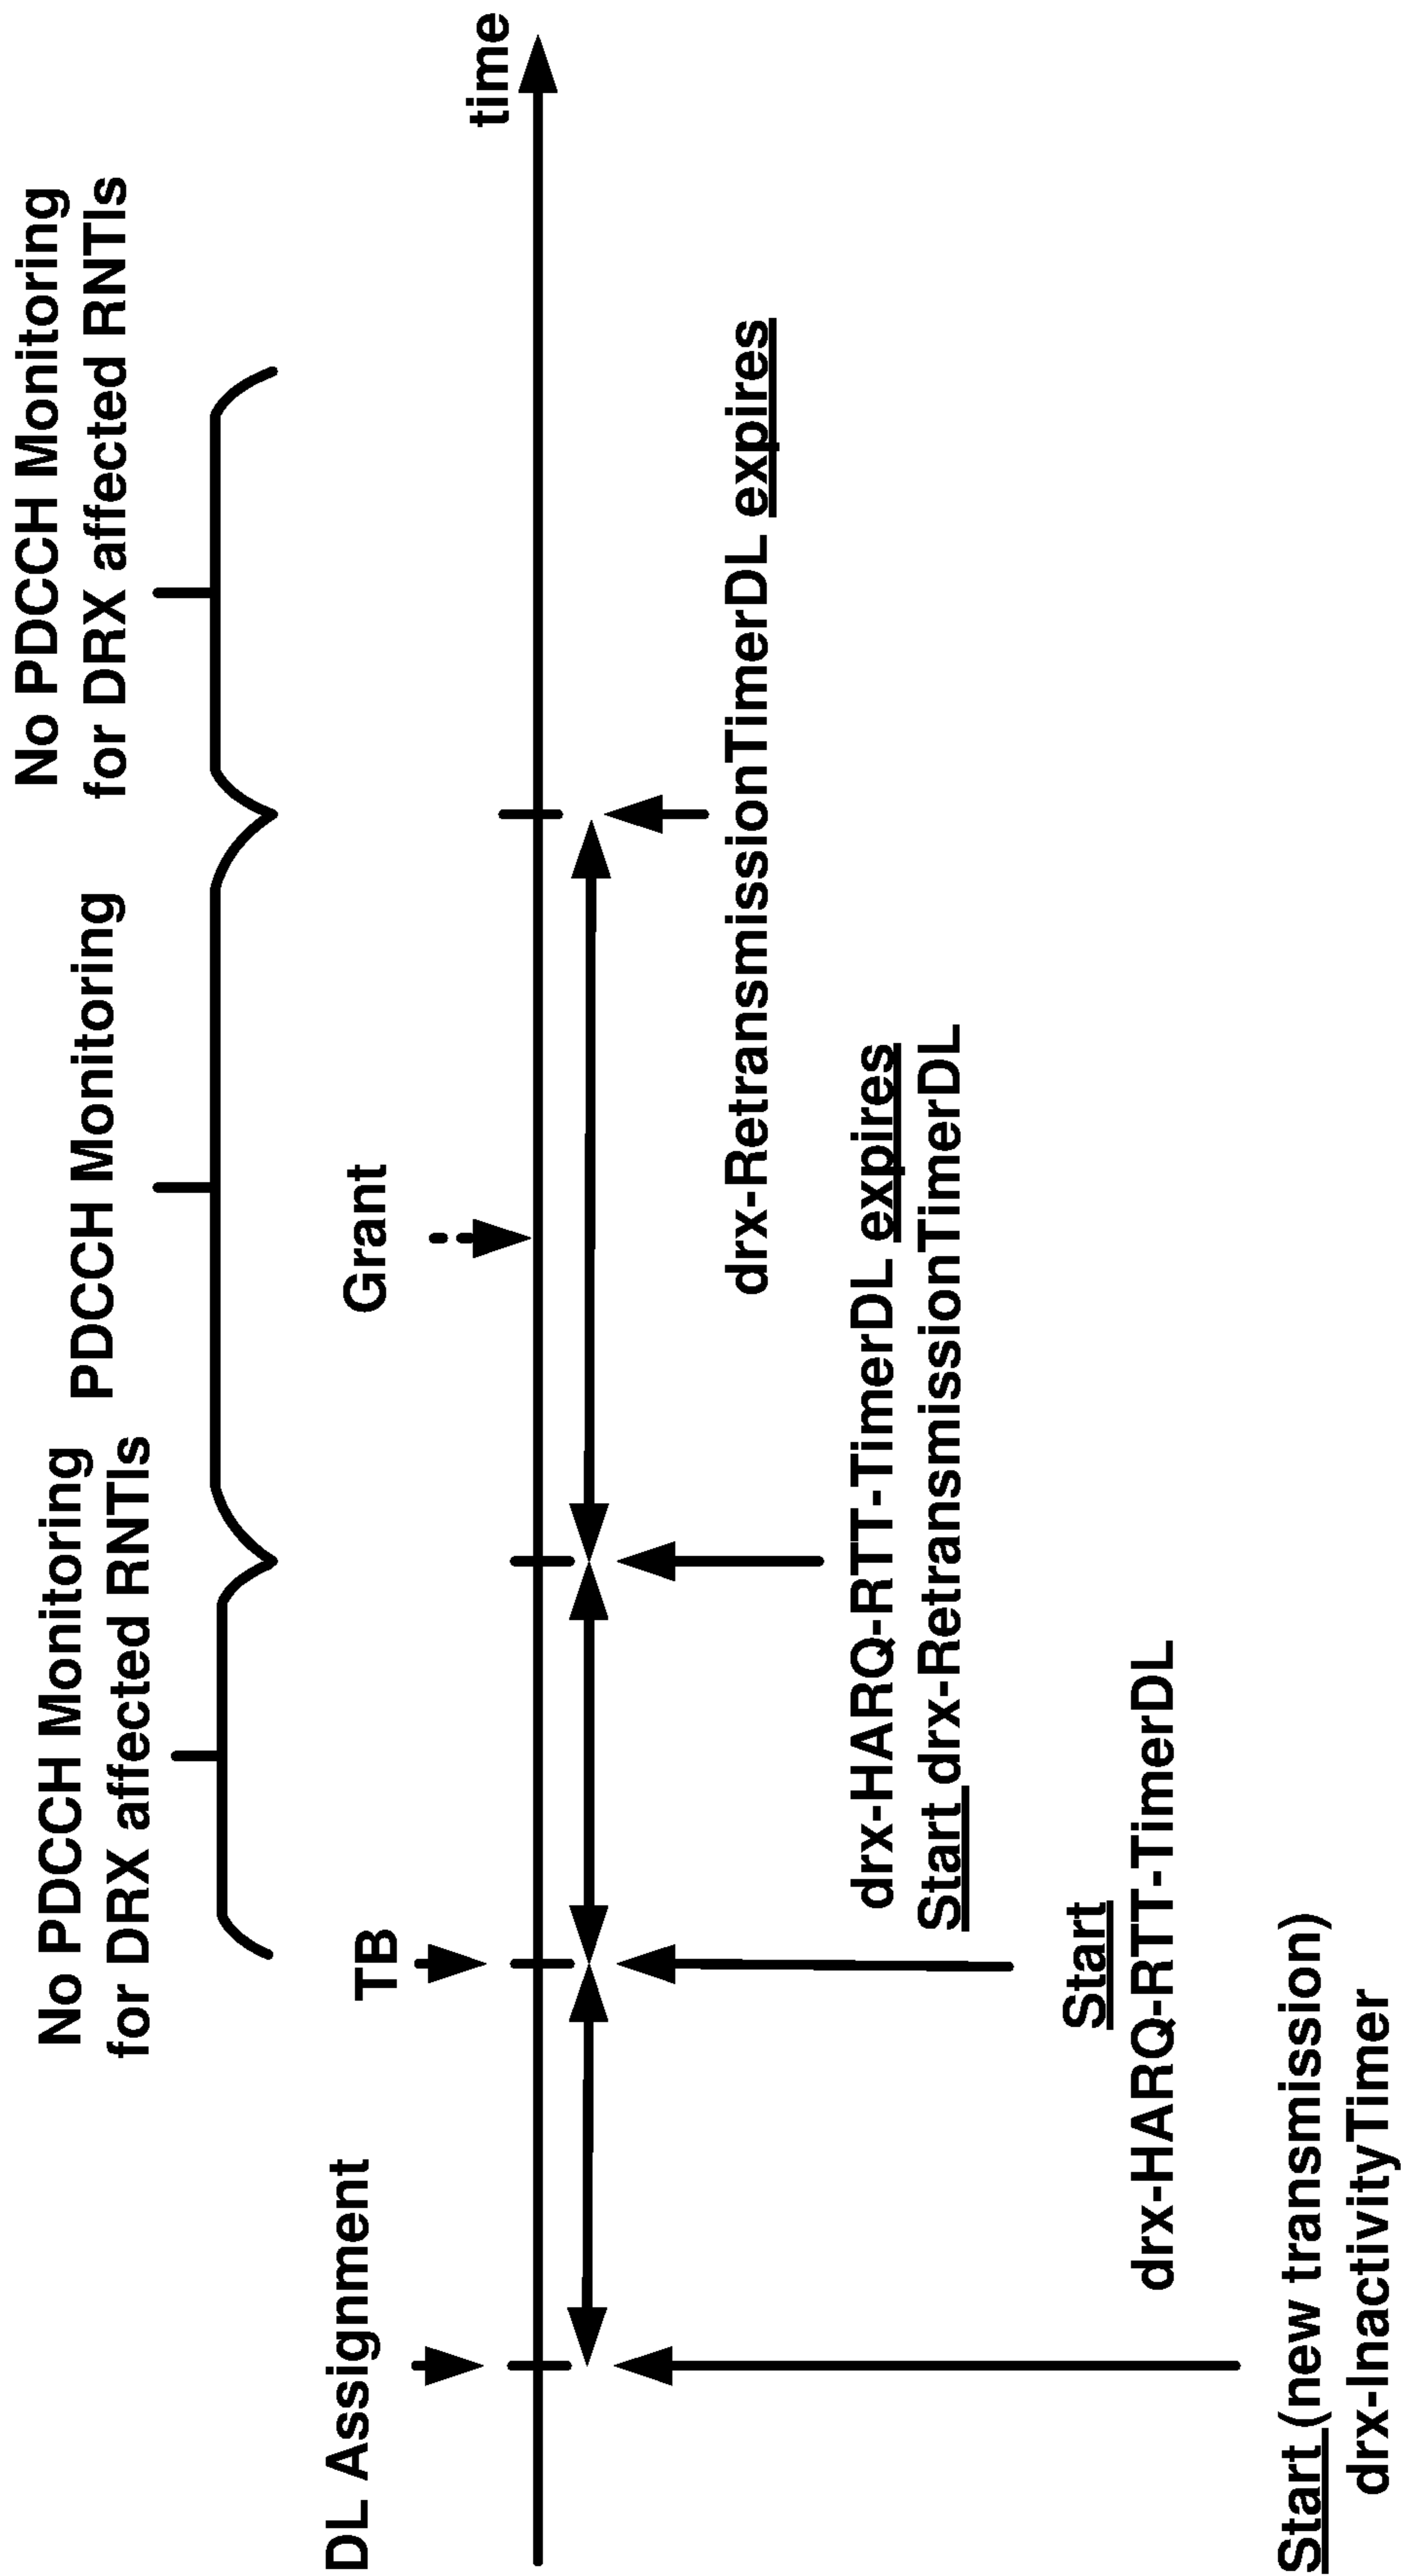 No PDCCH Monitoring
for DRX affected RNTIs
PDCCH Monitoring
No PDCCH Monitoring
for DRX affected RNTIs
DL Assignment
TB
Grant
time
drx-RetransmissionTimerDL expires
drx-HARQ-RTT-TimerDL expires
Start drx-RetransmissionTimerDL
Start
drx-HARQ-RTT-TimerDL
Start (new transmission)
drx-InactivityTimer